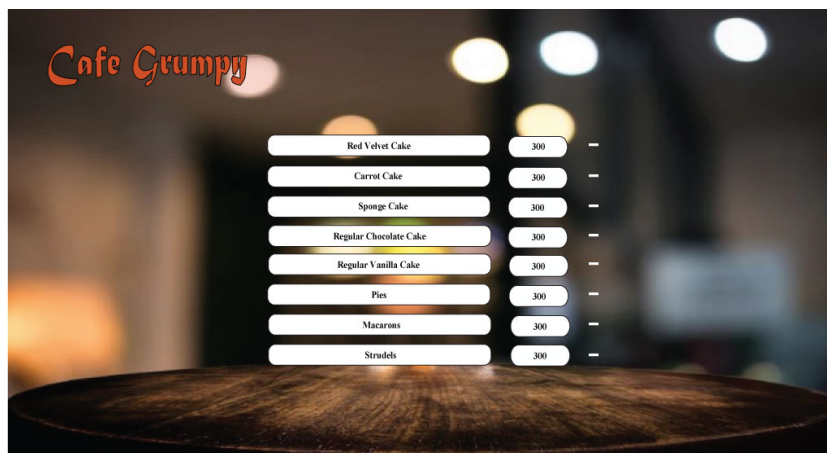 Cafe Grumpy
Red Velvet Cake 300 -
Carrot Cake 300 -
Sponge Cake 300 -
Regular Chocolate Cake 300 -
Regular Vanilla Cake 300 -
Pies 300 -
Macarons 300 -
Strudels 300 -